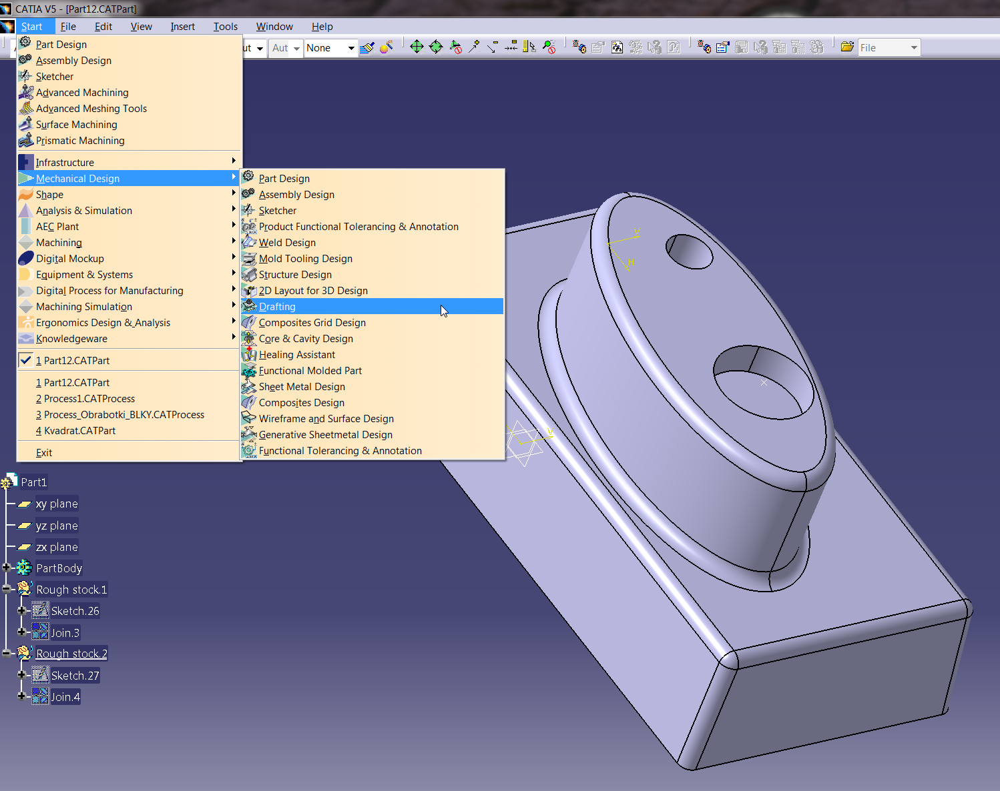 CATIA V5 - [Part12.CATPart]
Start File Edit View Insert Tools Window Help
ut Aut None File
Part Design
Assembly Design
Sketcher
Advanced Machining
Advanced Meshing Tools
Surface Machining
Prismatic Machining
Infrastructure
Mechanical Design
Shape
Analysis & Simulation
AEC Plant
Machining
Digital Mockup
Equipment & Systems
Digital Process for Manufacturing
Machining Simulation
Ergonomics Design & Analysis
Knowledgeware
1 Part12.CATPart
1 Part12.CATPart
2 Process1.CATProcess
3 Process_Obrabotki_BLKY.CATProcess
4 Kvadrat.CATPart
Exit
Part Design
Assembly Design
Sketcher
Product Functional Tolerancing & Annotation
Weld Design
Mold Tooling Design
Structure Design
2D Layout for 3D Design
Drafting
Composites Grid Design
Core & Cavity Design
Healing Assistant
Functional Molded Part
Sheet Metal Design
Composites Design
Wireframe and Surface Design
Generative Sheetmetal Design
Functional Tolerancing & Annotation
V
H
V
Part1
xy plane
yz plane
zx plane
PartBody
Rough stock.1
Sketch.26
Join.3
Rough stock.2
Sketch.27
Join.4